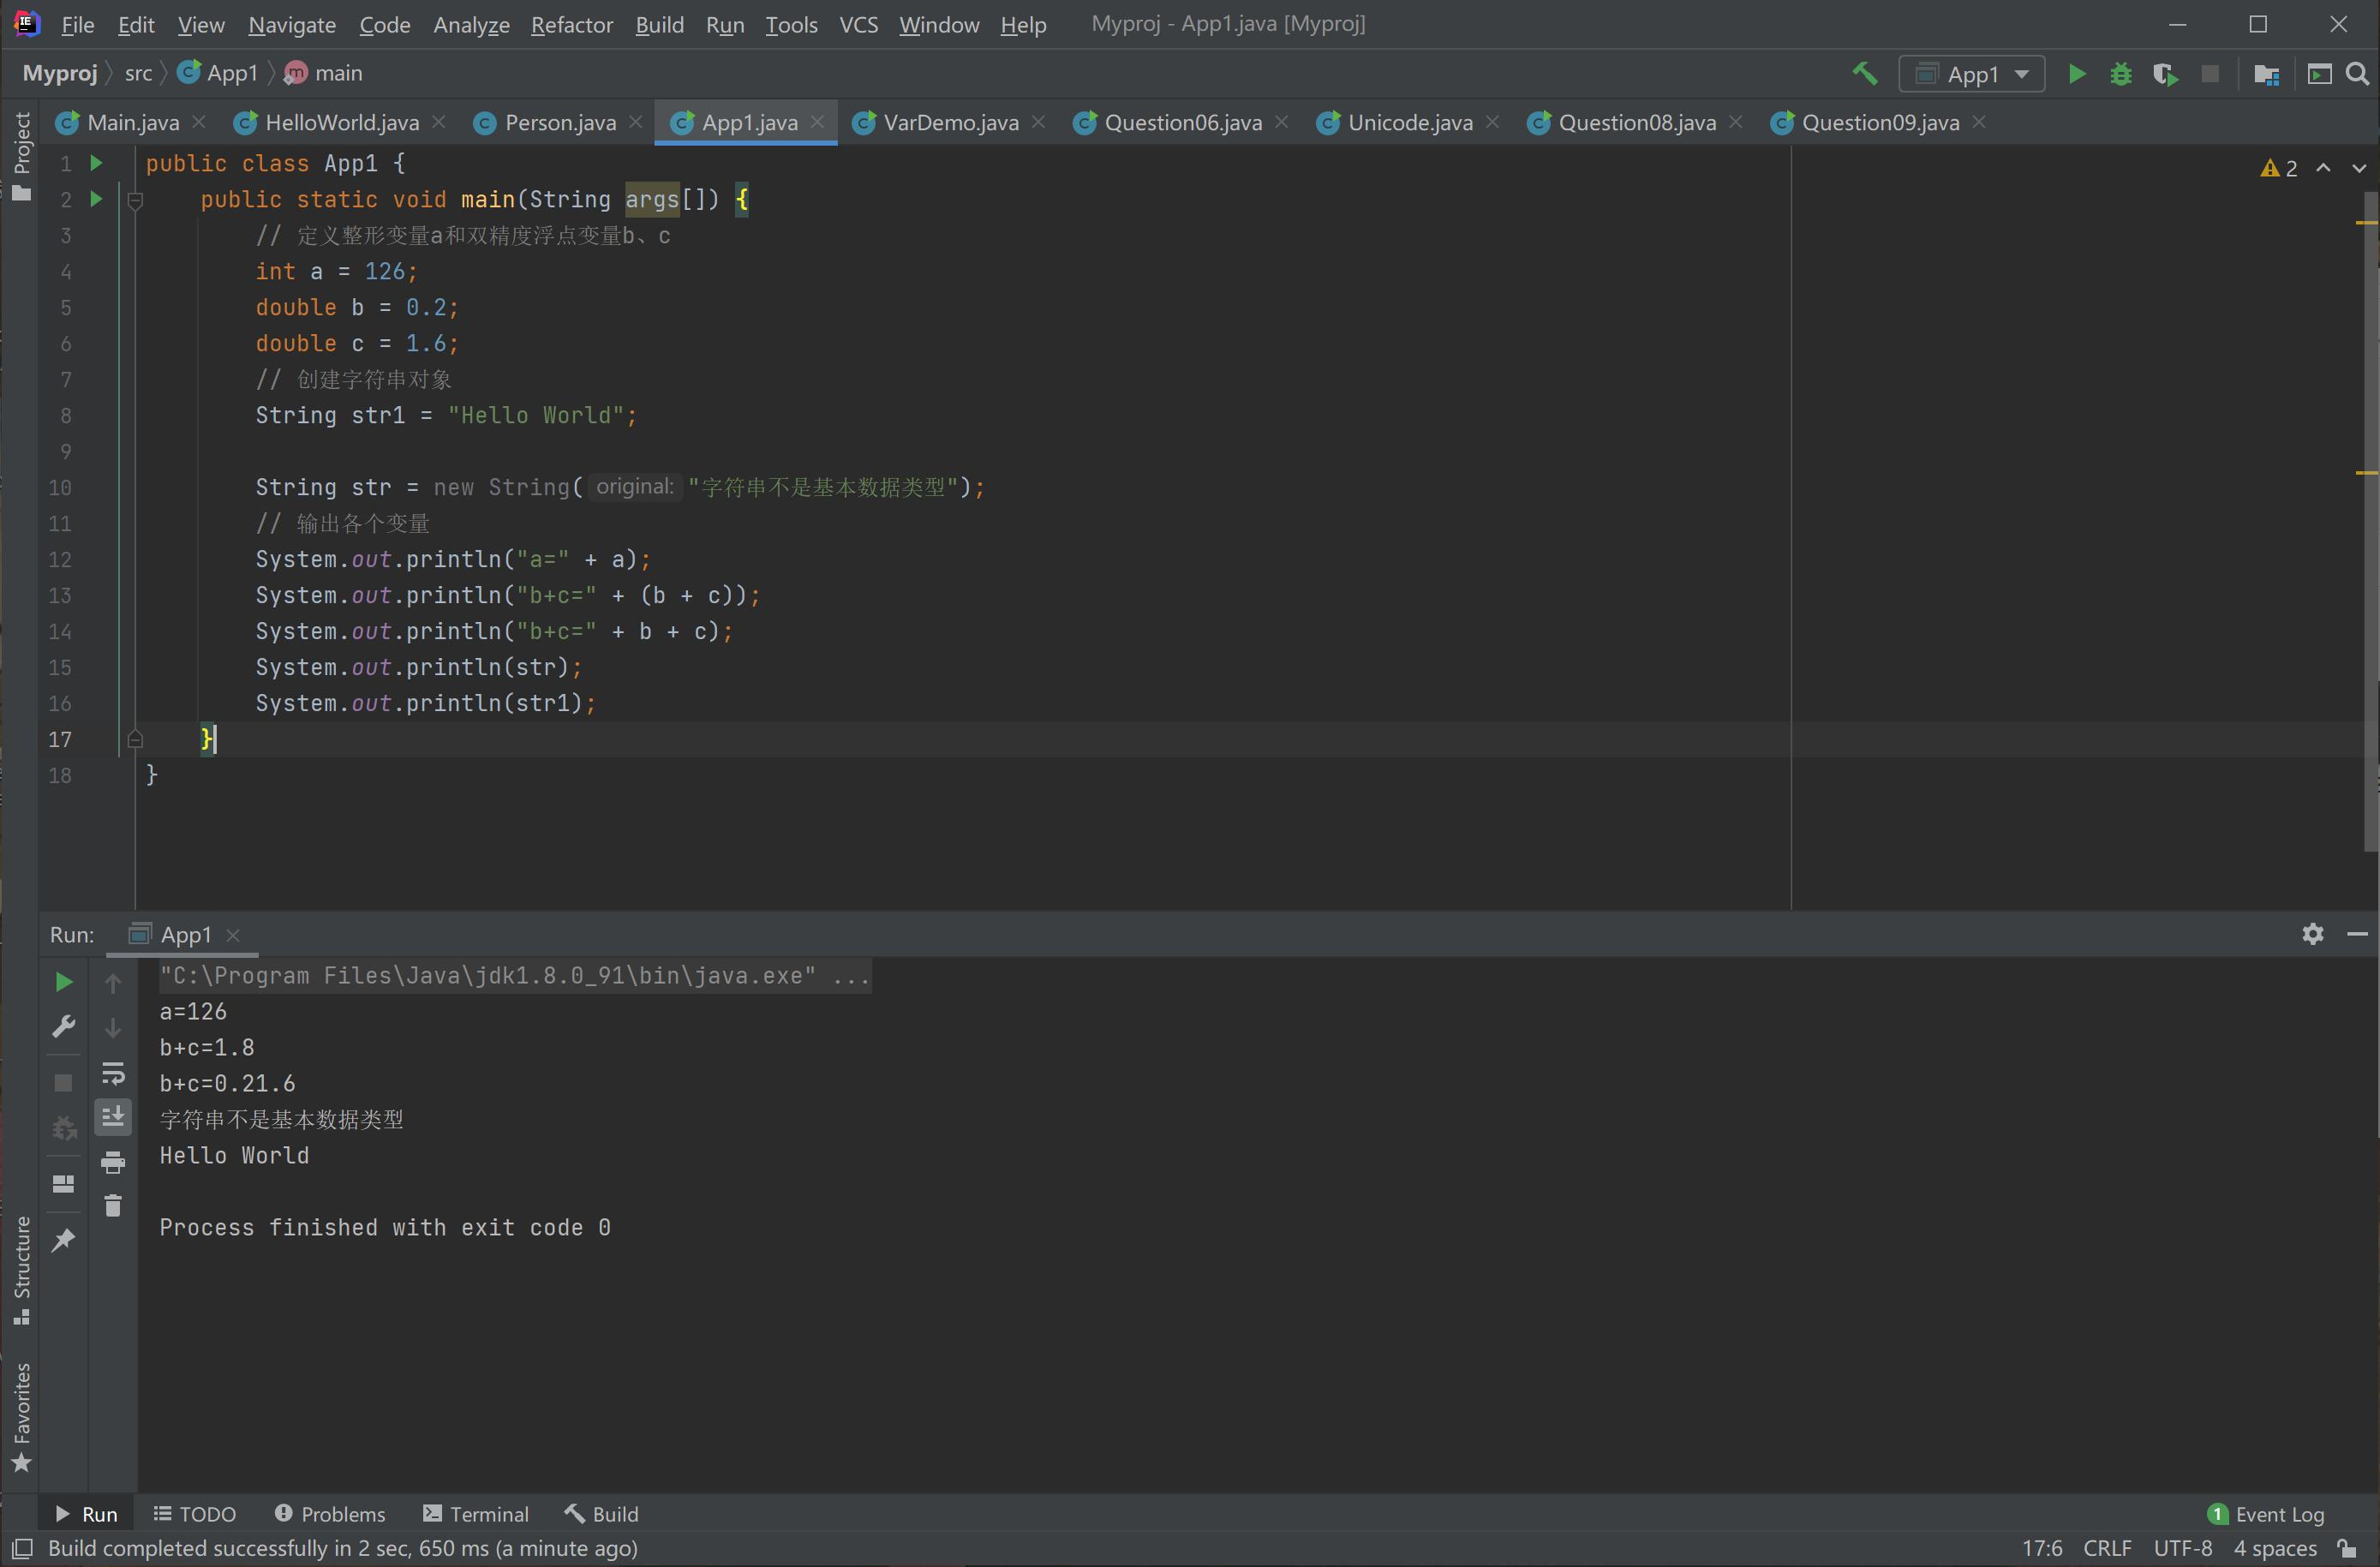 File Edit View Navigate Code Analyze Refactor Build Run Tools VCS Window Help Myproj - App1.java [Myproj]
Myproj src App1 main App1
Main.java HelloWorld.java Person.java App1.java VarDemo.java Question06.java Unicode.java Question08.java Question09.java
Project
2
1 public class App1 {
2 public static void main(String args[]) {
3 // 定义整形变量a和双精度浮点变量b、c
4 int a = 126;
5 double b = 0.2;
6 double c = 1.6;
7 // 创建字符串对象
8 String str1 = "Hello World";
9
10 String str = new String( original: "字符串不是基本数据类型");
11 // 输出各个变量
12 System.out.println("a=" + a);
13 System.out.println("b+c=" + (b + c));
14 System.out.println("b+c=" + b + c);
15 System.out.println(str);
16 System.out.println(str1);
17 }
18 }
Run: App1
"C:\Program Files\Java\jdk1.8.0_91\bin\java.exe" ...
a=126
b+c=1.8
b+c=0.21.6
字符串不是基本数据类型
Hello World
Process finished with exit code 0
Structure
Favorites
Run TODO Problems Terminal Build 1 Event Log
Build completed successfully in 2 sec, 650 ms (a minute ago) 17:6 CRLF UTF-8 4 spaces